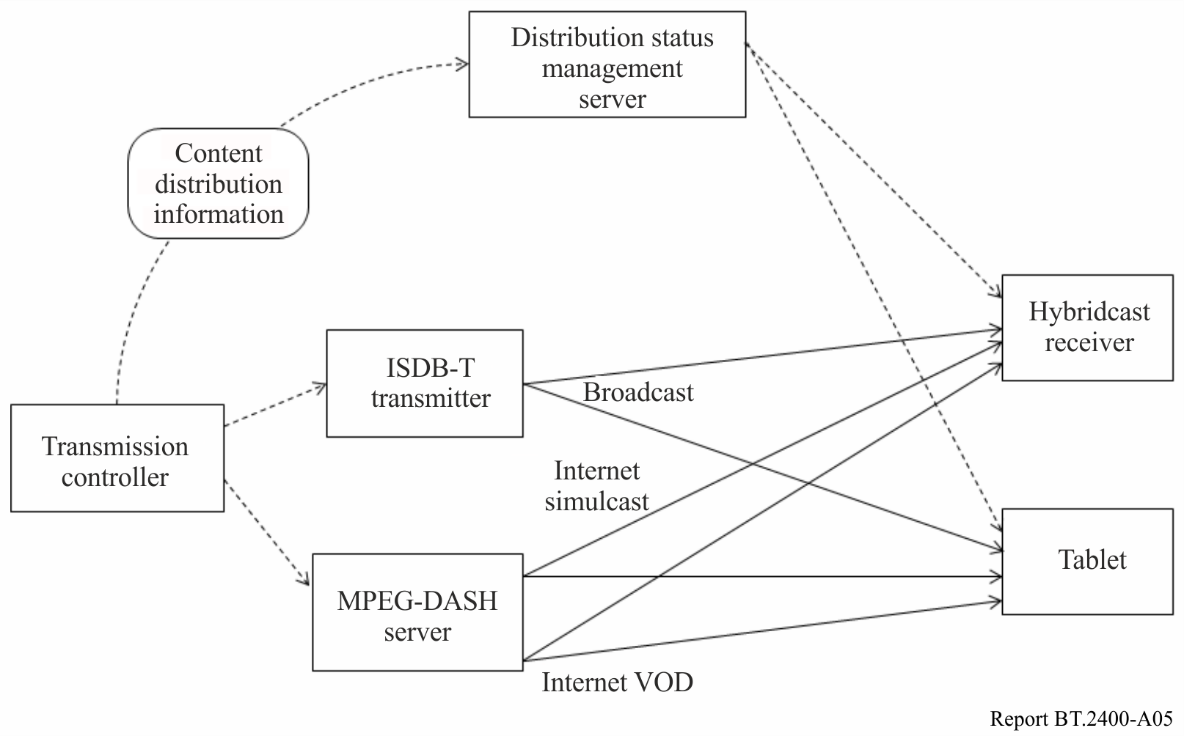 Distribution status
management
server
Content
distribution
information
Hybridcast
receiver
ISDB-T
transmitter
Broadcast
Transmission
controller
Internet
simulcast
Tablet
MPEG-DASH
server
Internet VOD
Report BT.2400-A05